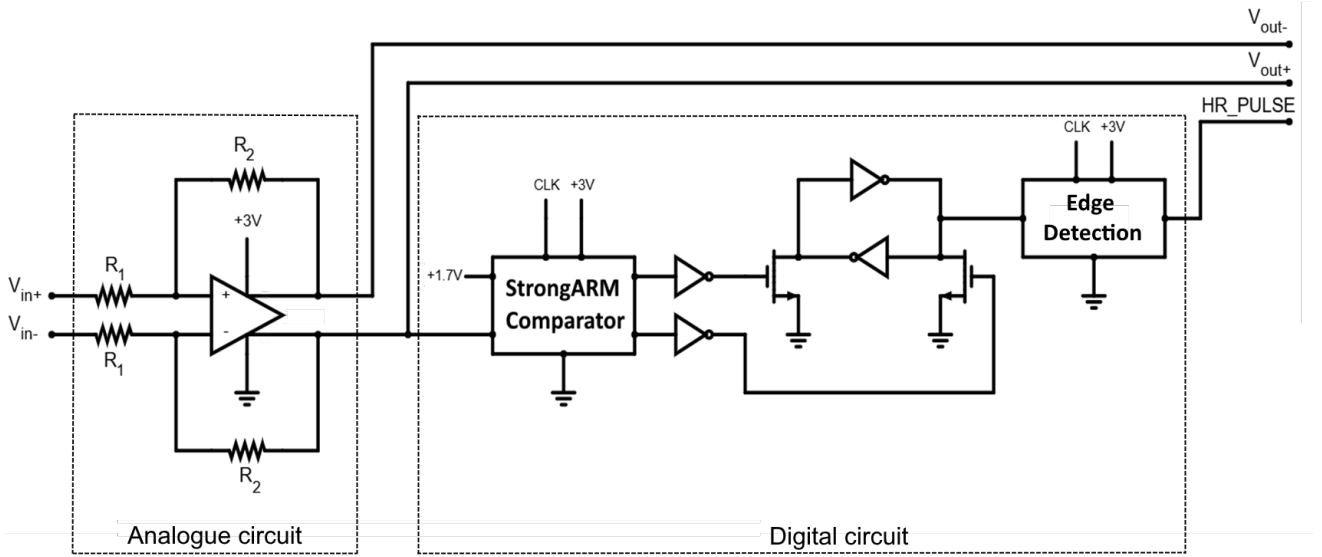 Vout-
Vout+
HR_PULSE
R2
+3V
R1
Vin+
+
Vin-
-
R1
R2
Analogue circuit
CLK +3V
+1.7V
StrongARM
Comparator
CLK +3V
Edge
Detection
Digital circuit